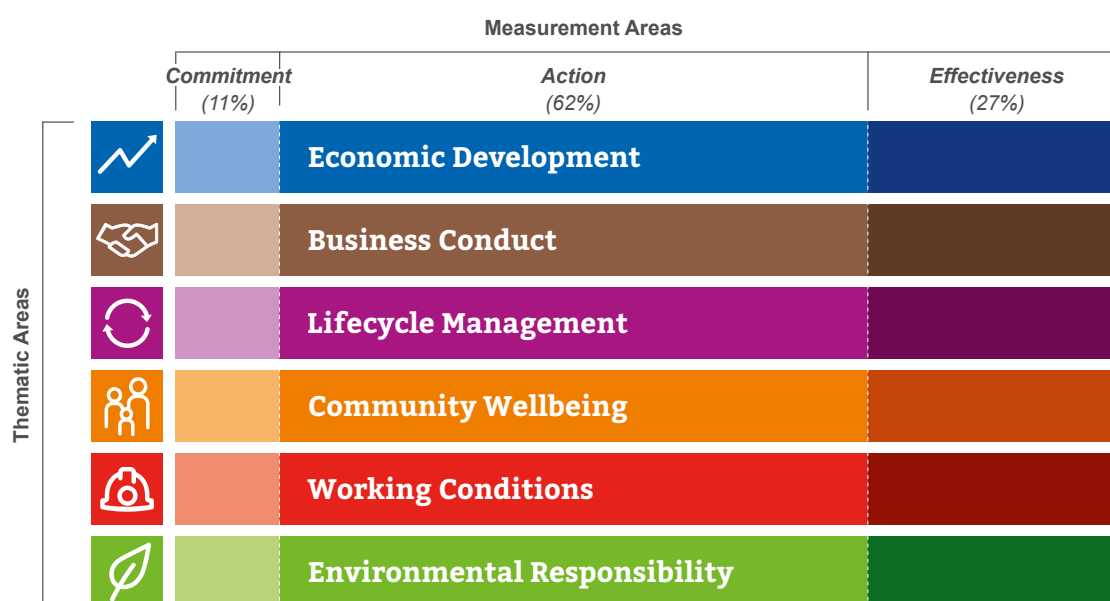 Measurement Areas
Commitment
(11%)
Action
(62%)
Effectiveness
(27%)
Thematic Areas
Economic Development
Business Conduct
Lifecycle Management
Community Wellbeing
Working Conditions
Environmental Responsibility